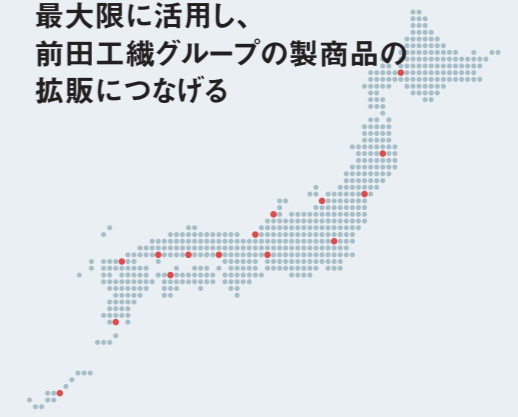 最大限に活用し、
前田工繊グループの製商品の
拡販につなげる